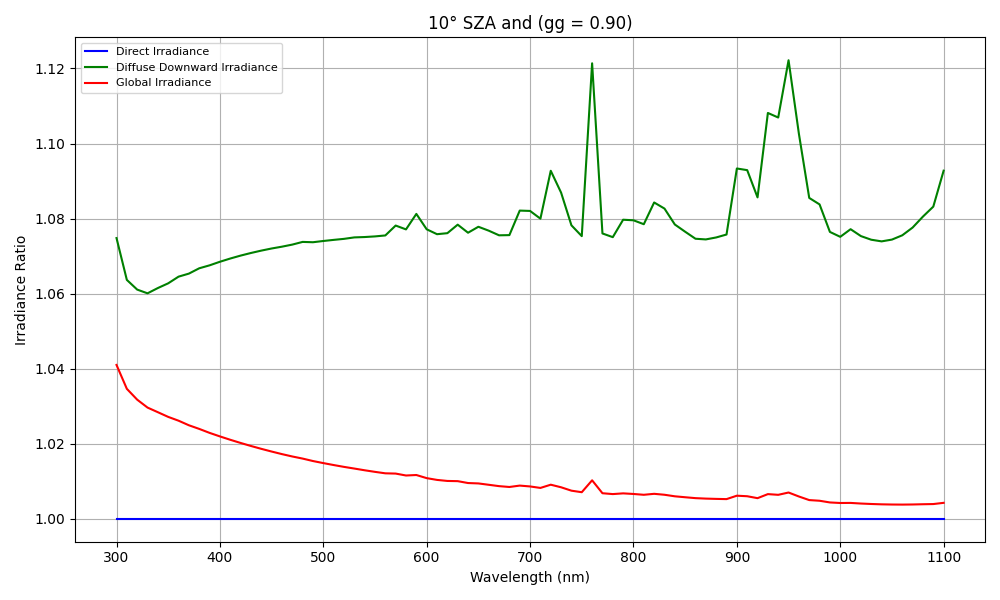 10° SZA and (gg = 0.90)
Direct Irradiance
Diffuse Downward Irradiance
Global Irradiance
1.12
1.10
1.08
1.06
1.04
1.02
1.00
Irradiance Ratio
300 400 500 600 700 800 900 1000 1100
Wavelength (nm)